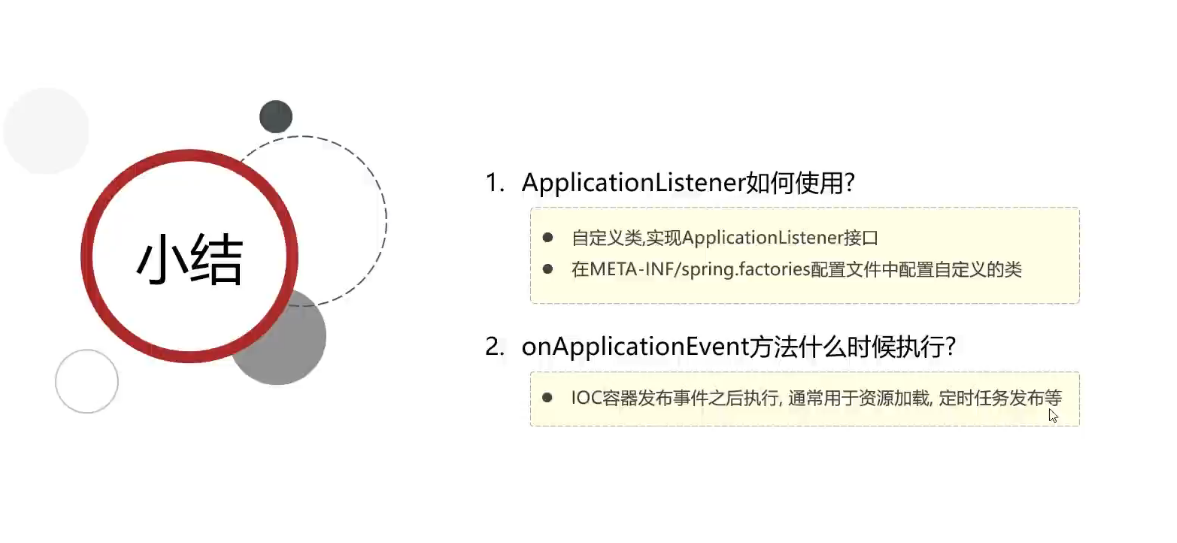 小结
1. ApplicationListener如何使用?
● 自定义类,实现ApplicationListener接口
● 在META-INF/spring.factories配置文件中配置自定义的类
2. onApplicationEvent方法什么时候执行?
● IOC容器发布事件之后执行, 通常用于资源加载, 定时任务发布等